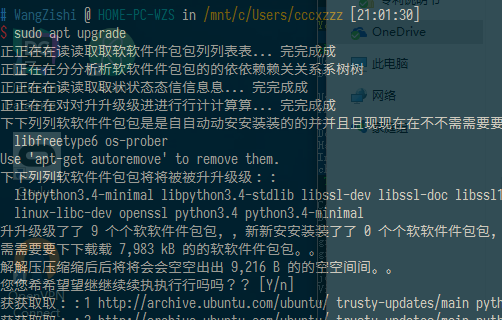 # WangZishi @ HOME-PC-WZS in /mnt/c/Users/cccxzzz [21:01:30]
$ sudo apt upgrade
正正在在读读取取软软件件包包列列表表... 完完成成
正正在在分分析析软软件件包包的的依依赖赖关关系系树树
正正在在读读取取状状态态信信息息... 完完成成
正正在在对对升升级级进进行行计计算算... 完完成成
下下列列软软件件包包是是自自动动安安装装的的并并且且现现在在不不需需要要
libfreetype6 os-prober
Use 'apt-get autoremove' to remove them.
下下列列软软件件包包将将被被升升级级：：
libpython3.4-minimal libpython3.4-stdlib libssl-dev libssl-doc libssl1
linux-libc-dev openssl python3.4 python3.4-minimal
升升级级了了 9 个个软软件件包包，，新新安安装装了了 0 个个软软件件包包，
需需要要下下载载 7,983 kB 的的软软件件包包。。
解解压压缩缩后后将将会会空空出出 9,216 B 的的空空间间。。
您您希希望望继继续续执执行行吗吗？？ [Y/n]
获获取取：：1 http://archive.ubuntu.com/ubuntu/ trusty-updates/main python
OneDrive
此电脑
网络